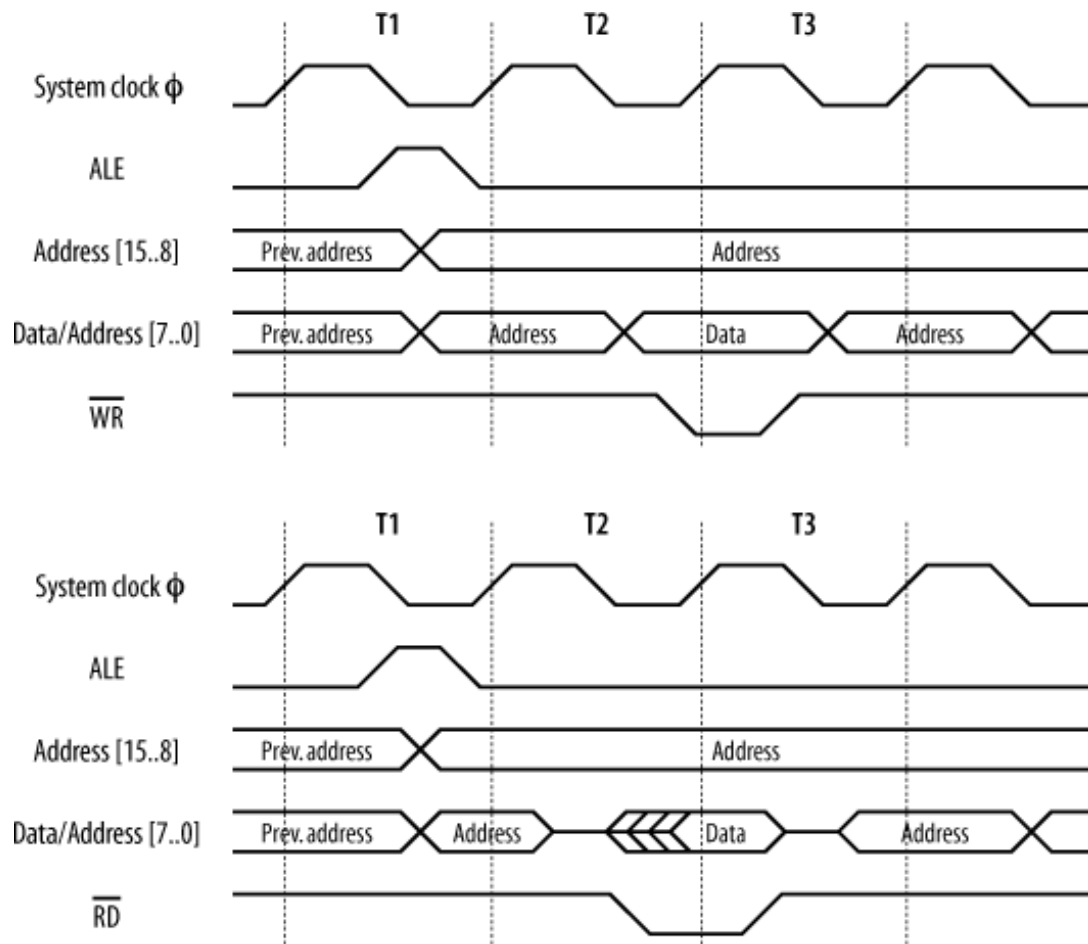 T1 T2 T3
System clock ϕ
ALE
Address [15..8] Prev. address Address
Data/Address [7..0] Prev. address Address Data Address
W̅R̅
T1 T2 T3
System clock ϕ
ALE
Address [15..8] Prev. address Address
Data/Address [7..0] Prev. address Address Data Address
R̅D̅